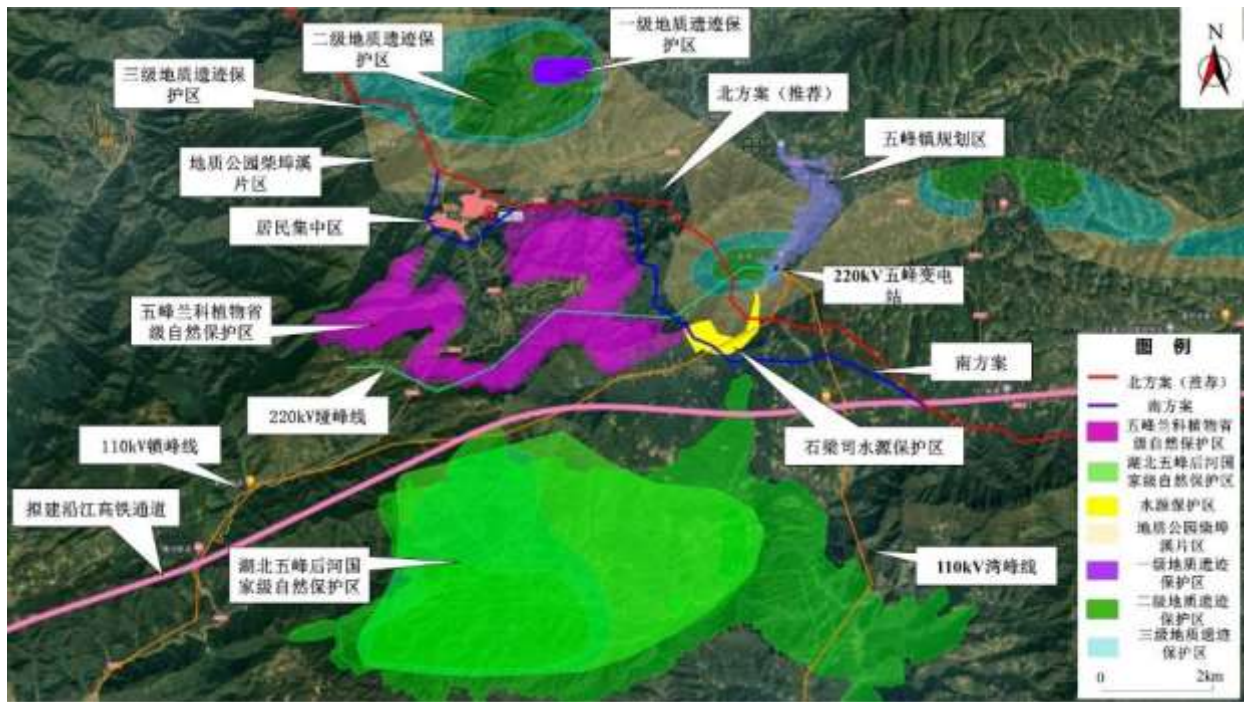 二级地质遗迹保
护区
一级地质遗迹保
护区
N
三级地质遗迹保
护区
北方案（推荐）
五峰镇规划区
地质公园柴埠溪
片区
居民集中区
220kV五峰变电
站
五峰兰科植物省
级自然保护区
南方案
220kV垭峰线
110kV锁峰线
石梁司水源保护区
拟建沿江高铁通道
湖北五峰后河国
家级自然保护区
110kV湾峰线
图 例
北方案（推荐）
南方案
五峰兰科植物省
级自然保护区
湖北五峰后河国
家级自然保护区
水源保护区
地质公园柴埠
溪片区
一级地质遗迹
保护区
二级地质遗迹
保护区
三级地质遗迹
保护区
0 2km